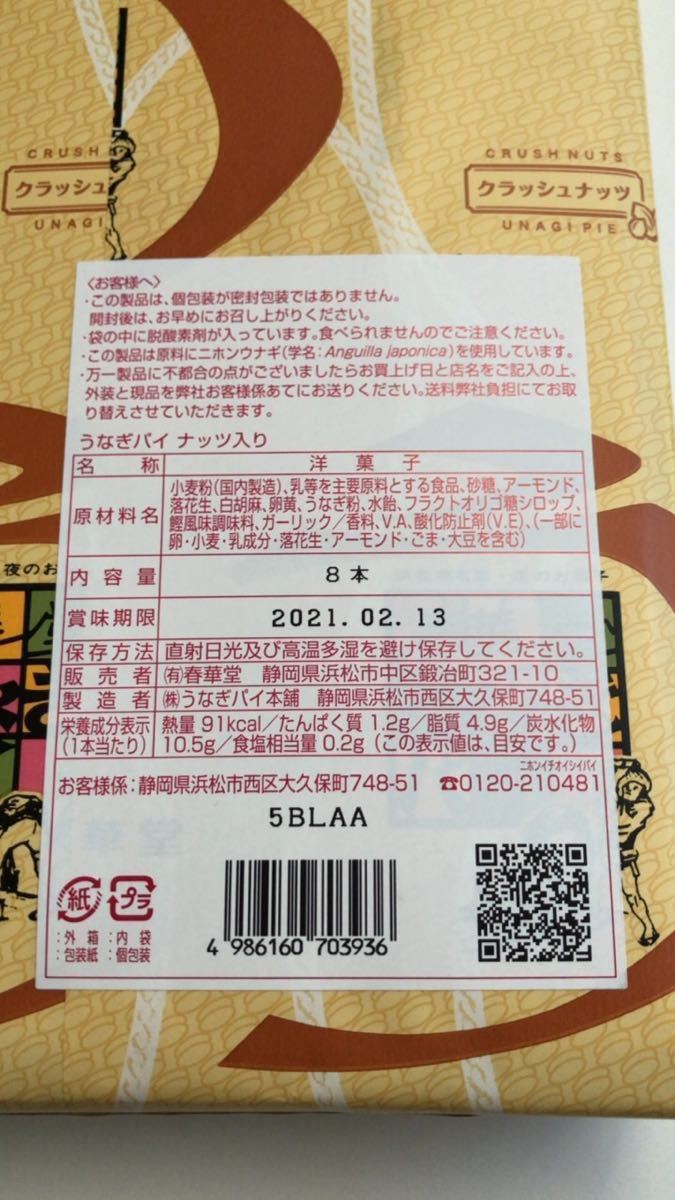 CRUSH
クラッシュ
UNAGI
CRUSH NUTS
クラッシュナッツ
UNAGI PIE
〈お客様へ〉
・この製品は、個包装が密封包装ではありません。
開封後は、お早めにお召し上がりください。
・袋の中に脱酸素剤が入っています。食べられませんのでご注意ください。
・この製品は原料にニホンウナギ(学名:Anguilla japonica)を使用しています。
・万一製品に不都合の点がございましたらお買上げ日と店名をご記入の上、
外装と現品を弊社お客様係あてにお送りください。送料弊社負担にてお取
り替えさせていただきます。
うなぎパイ ナッツ入り
名称 洋菓子
原材料名 小麦粉(国内製造)、乳等を主要原料とする食品、砂糖、アーモンド、
落花生、白胡麻、卵黄、うなぎ粉、水飴、フラクトオリゴ糖シロップ、
鰹風味調味料、ガーリック/香料、V.A、酸化防止剤(V.E)、(一部に
卵・小麦・乳成分・落花生・アーモンド・ごま・大豆を含む)
内容量 8本
賞味期限 2021.02.13
保存方法 直射日光及び高温多湿を避け保存してください。
販売者 (有)春華堂 静岡県浜松市中区鍛冶町321-10
製造者 (株)うなぎパイ本舗 静岡県浜松市西区大久保町748-51
栄養成分表示 熱量 91kcal/たんぱく質 1.2g/脂質 4.9g/炭水化物
(1本当たり) 10.5g/食塩相当量 0.2g (この表示値は、目安です。)
ニホンイチオイシイパイ
お客様係:静岡県浜松市西区大久保町748-51 ☎0120-210481
5BLAA
紙 プラ
:外箱 :内袋
:包装紙 :個包装
4 986160 703936
夜のお